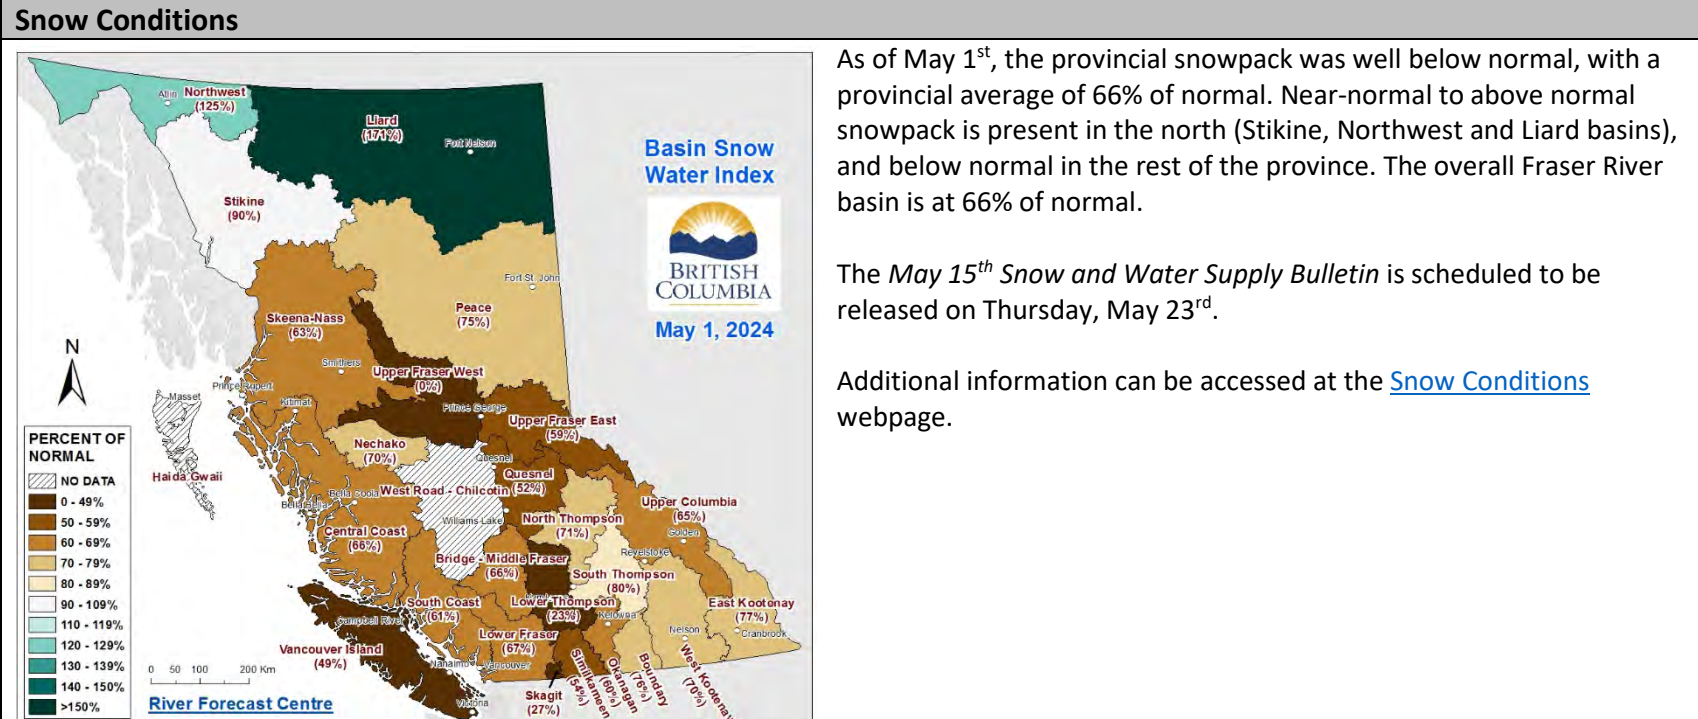 Snow Conditions
As of May 1st, the provincial snowpack was well below normal, with a
provincial average of 66% of normal. Near-normal to above normal
snowpack is present in the north (Stikine, Northwest and Liard basins),
and below normal in the rest of the province. The overall Fraser River
basin is at 66% of normal.
The May 15th Snow and Water Supply Bulletin is scheduled to be
released on Thursday, May 23rd.
Additional information can be accessed at the Snow Conditions
webpage.
Basin Snow
Water Index
BRITISH
COLUMBIA
May 1, 2024
Atlin
Northwest
(125%)
Liard
(171%)
Fort Nelson
Stikine
(90%)
Fort St. John
Peace
(75%)
Skeena-Nass
(63%)
Smithers
Upper Fraser West
(0%)
Prince Rupert
Kitimat
Masset
Haida Gwaii
Prince George
Upper Fraser East
(59%)
Nechako
(70%)
Quesnel
Quesnel
(52%)
Bella Coola
West Road - Chilcotin
Bella Bella
Williams Lake
Upper Columbia
(65%)
Golden
North Thompson
(71%)
Central Coast
(66%)
Revelstoke
Bridge - Middle Fraser
(66%)
South Thompson
(80%)
South Coast
(61%)
Lower Thompson
(23%)
Kelowna
East Kootenay
(77%)
Cranbrook
Campbell River
Nelson
Lower Fraser
(67%)
Vancouver Island
(49%)
Nanaimo
Vancouver
Victoria
Skagit
(27%)
Similkameen
(54%)
Okanagan
(60%)
Boundary
(76%)
West Kootenay
(70%)
N
PERCENT OF
NORMAL
NO DATA
0 - 49%
50 - 59%
60 - 69%
70 - 79%
80 - 89%
90 - 109%
110 - 119%
120 - 129%
130 - 139%
140 - 150%
>150%
0 50 100 200 Km
River Forecast Centre